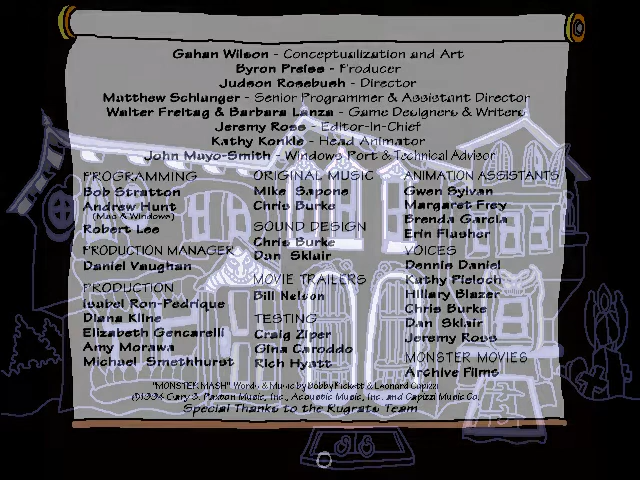 Gahan Wilson - Conceptualization and Art
Byron Preiss - Producer
Judson Rosebush - Director
Matthew Schlanger - Senior Programmer & Assistant Director
Walter Freitag & Barbara Lanza - Game Designers & Writers
Jeremy Ross - Editor-In-Chief
Kathy Konkle - Head Animator
John Mayo-Smith - Windows Port & Technical Advisor
PROGRAMMING
Bob Stratton
Andrew Hunt
(Mac & Windows)
Robert Lee
PRODUCTION MANAGER
Daniel Vaughan
PRODUCTION
Isabel Ron-Pedrique
Diana Kline
Elizabeth Gencarelli
Amy Morawa
Michael Smethhurst
ORIGINAL MUSIC
Mike Sapone
Chris Burke
SOUND DESIGN
Chris Burke
Dan Sklair
MOVIE TRAILERS
Bill Nelson
TESTING
Craig Ziper
Gina Caroddo
Rich Hyatt
ANIMATION ASSISTANTS
Gwen Sylvan
Margaret Frey
Brenda Garcia
Erin Flasher
VOICES
Dennis Daniel
Kathy Pieloch
Hillary Blazer
Chris Burke
Dan Sklair
Jeremy Ross
MONSTER MOVIES
Archive Films
"MONSTER MASH" Words & Music by Bobby Pickett & Leonard Capizzi
©1994 Gary S. Paxton Music, Inc., Acoustic Music, Inc. and Capizzi Music Co.
Special Thanks to the Rugrats Team